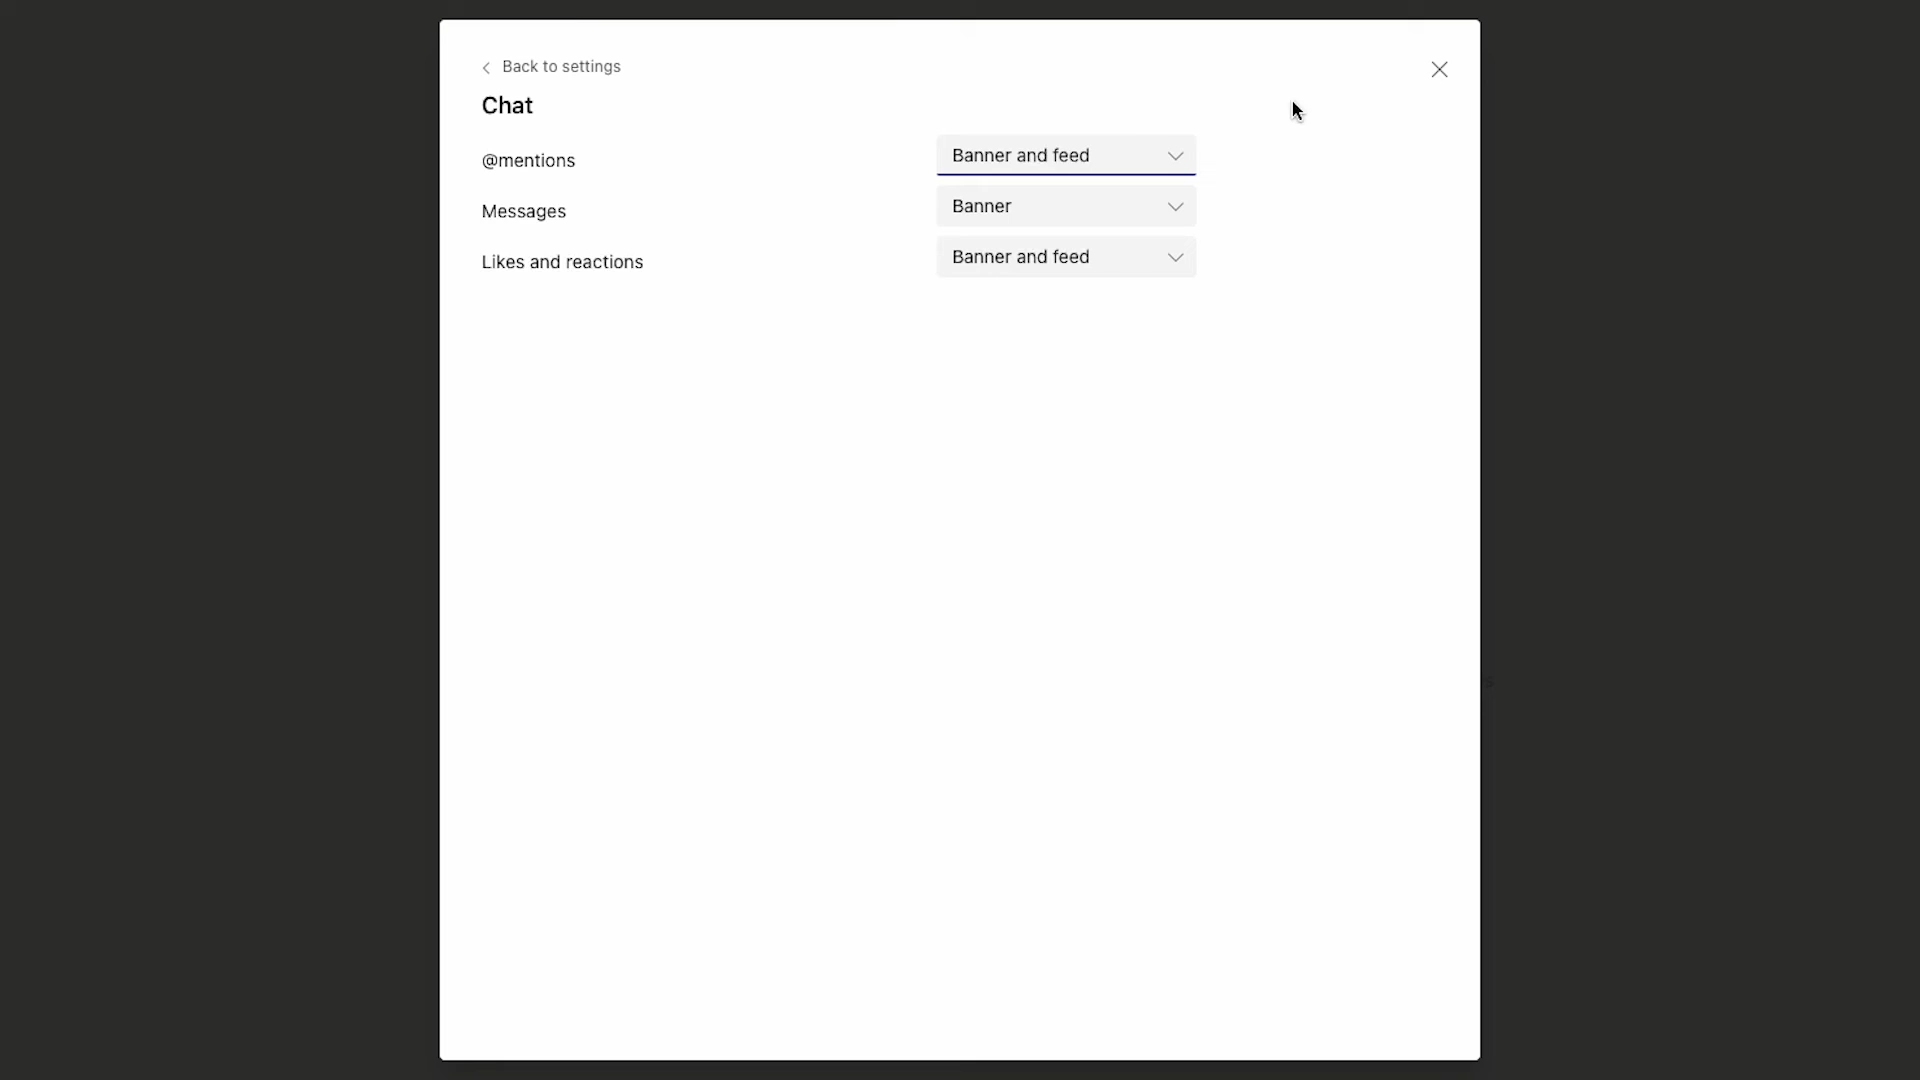 Back to settings
Chat
@mentions
Banner and feed
Messages
Banner
Likes and reactions
Banner and feed